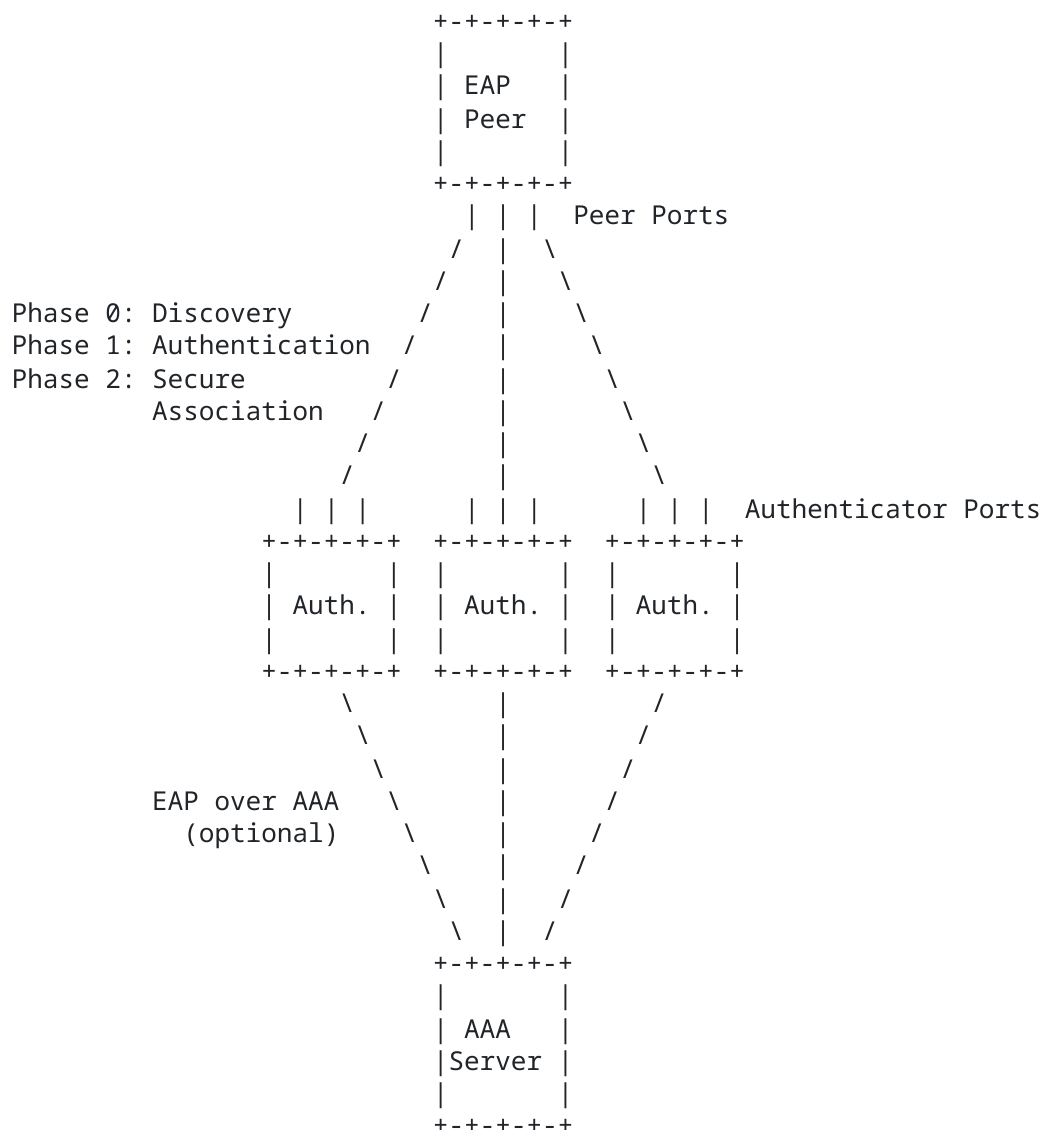 EAP
Peer
Peer Ports
Phase 0: Discovery
Phase 1: Authentication
Phase 2: Secure
Association
Authenticator Ports
Auth. Auth. Auth.
EAP over AAA
(optional)
AAA
Server